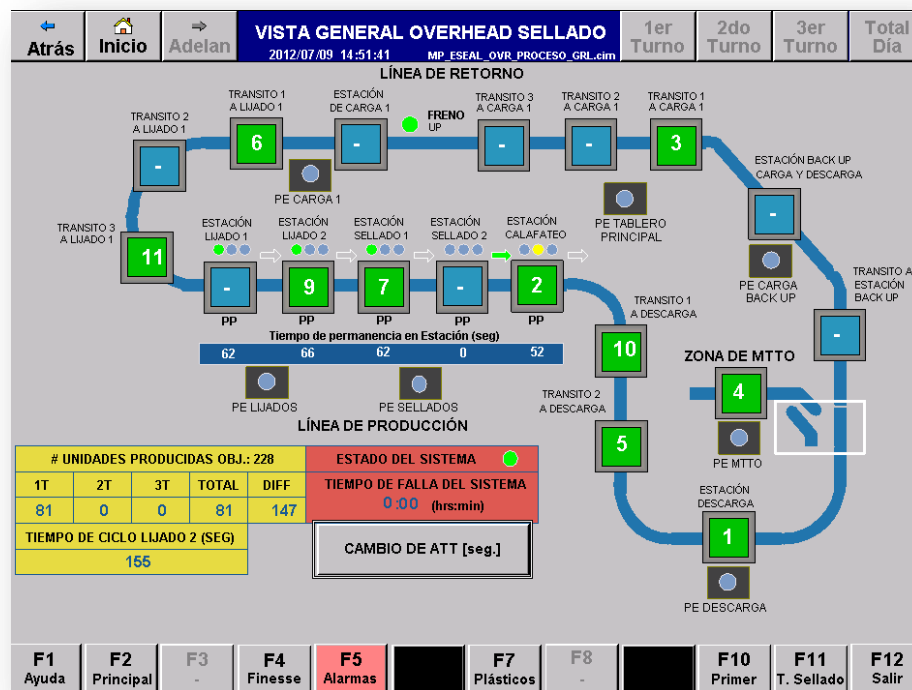 Atrás
Inicio
Adelan
VISTA GENERAL OVERHEAD SELLADO
2012/07/09 14:51:41 MP_ESEAL_OVR_PROCESO_GRL.cim
1er Turno
2do Turno
3er Turno
Total Día
LÍNEA DE RETORNO
TRANSITO 2
A LIJADO 1
-
TRANSITO 1
A LIJADO 1
6
ESTACIÓN
DE CARGA 1
-
FRENO
UP
TRANSITO 3
A CARGA 1
-
TRANSITO 2
A CARGA 1
-
TRANSITO 1
A CARGA 1
3
ESTACIÓN BACK UP
CARGA Y DESCARGA
-
PE CARGA 1
PE TABLERO
PRINCIPAL
PE CARGA
BACK UP
TRANSITO A
ESTACIÓN
BACK UP
-
TRANSITO 3
A LIJADO 1
11
ESTACIÓN
LIJADO 1
-
PP
ESTACIÓN
LIJADO 2
9
PP
ESTACIÓN
SELLADO 1
7
PP
ESTACIÓN
SELLADO 2
-
PP
ESTACIÓN
CALAFATEO
2
PP
Tiempo de permanencia en Estación (seg)
62 66 62 0 52
PE LIJADOS
PE SELLADOS
LÍNEA DE PRODUCCIÓN
TRANSITO 1
A DESCARGA
10
TRANSITO 2
A DESCARGA
5
ZONA DE MTTO
4
PE MTTO
ESTACIÓN
DESCARGA
1
PE DESCARGA
# UNIDADES PRODUCIDAS OBJ.: 228
1T 2T 3T TOTAL DIFF
81 0 0 81 147
TIEMPO DE CICLO LIJADO 2 (SEG)
155
ESTADO DEL SISTEMA
TIEMPO DE FALLA DEL SISTEMA
0:00 (hrs:min)
CAMBIO DE ATT [seg.]
F1
Ayuda
F2
Principal
F3
-
F4
Finesse
F5
Alarmas
F7
Plásticos
F8
-
F10
Primer
F11
T. Sellado
F12
Salir